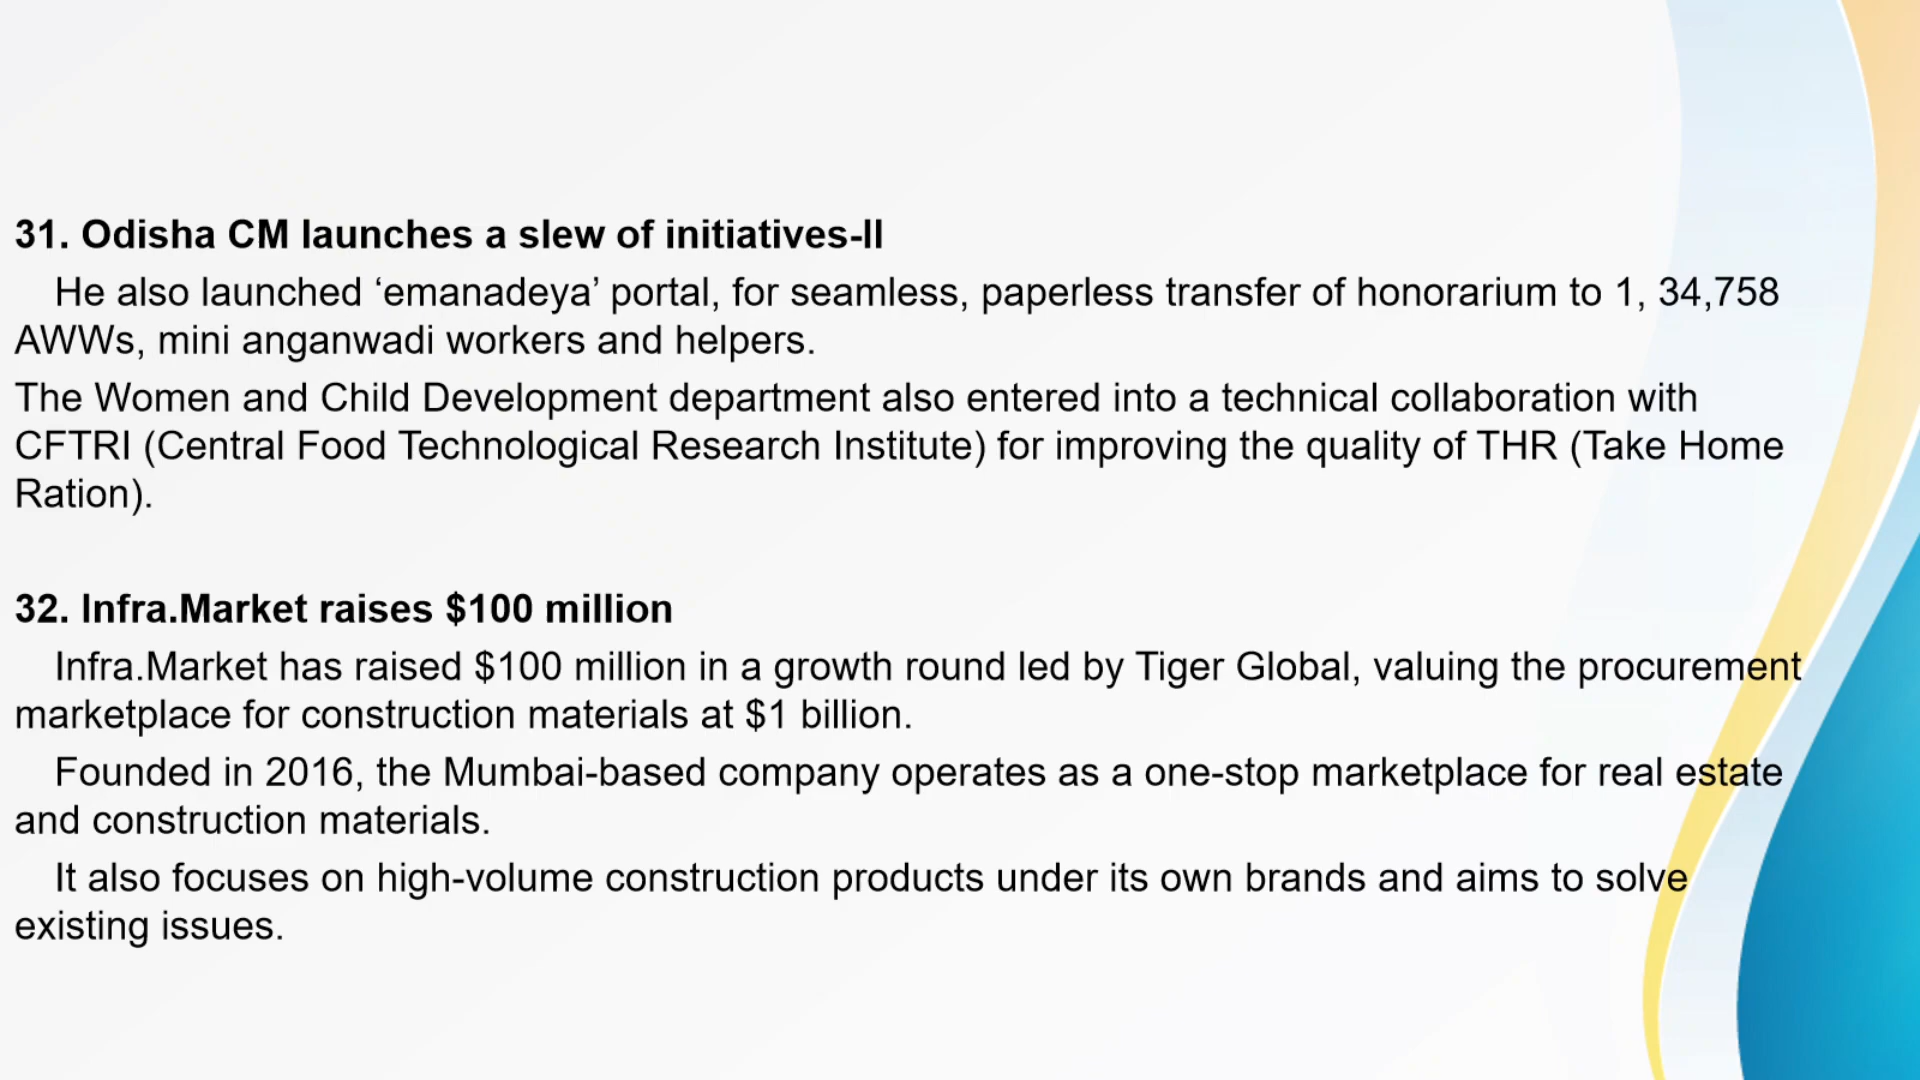 31. Odisha CM launches a slew of initiatives-II
He also launched ‘emanadeya’ portal, for seamless, paperless transfer of honorarium to 1, 34,758
AWWs, mini anganwadi workers and helpers.
The Women and Child Development department also entered into a technical collaboration with
CFTRI (Central Food Technological Research Institute) for improving the quality of THR (Take Home
Ration).
32. Infra.Market raises $100 million
Infra.Market has raised $100 million in a growth round led by Tiger Global, valuing the procurement
marketplace for construction materials at $1 billion.
Founded in 2016, the Mumbai-based company operates as a one-stop marketplace for real estate
and construction materials.
It also focuses on high-volume construction products under its own brands and aims to solve
existing issues.